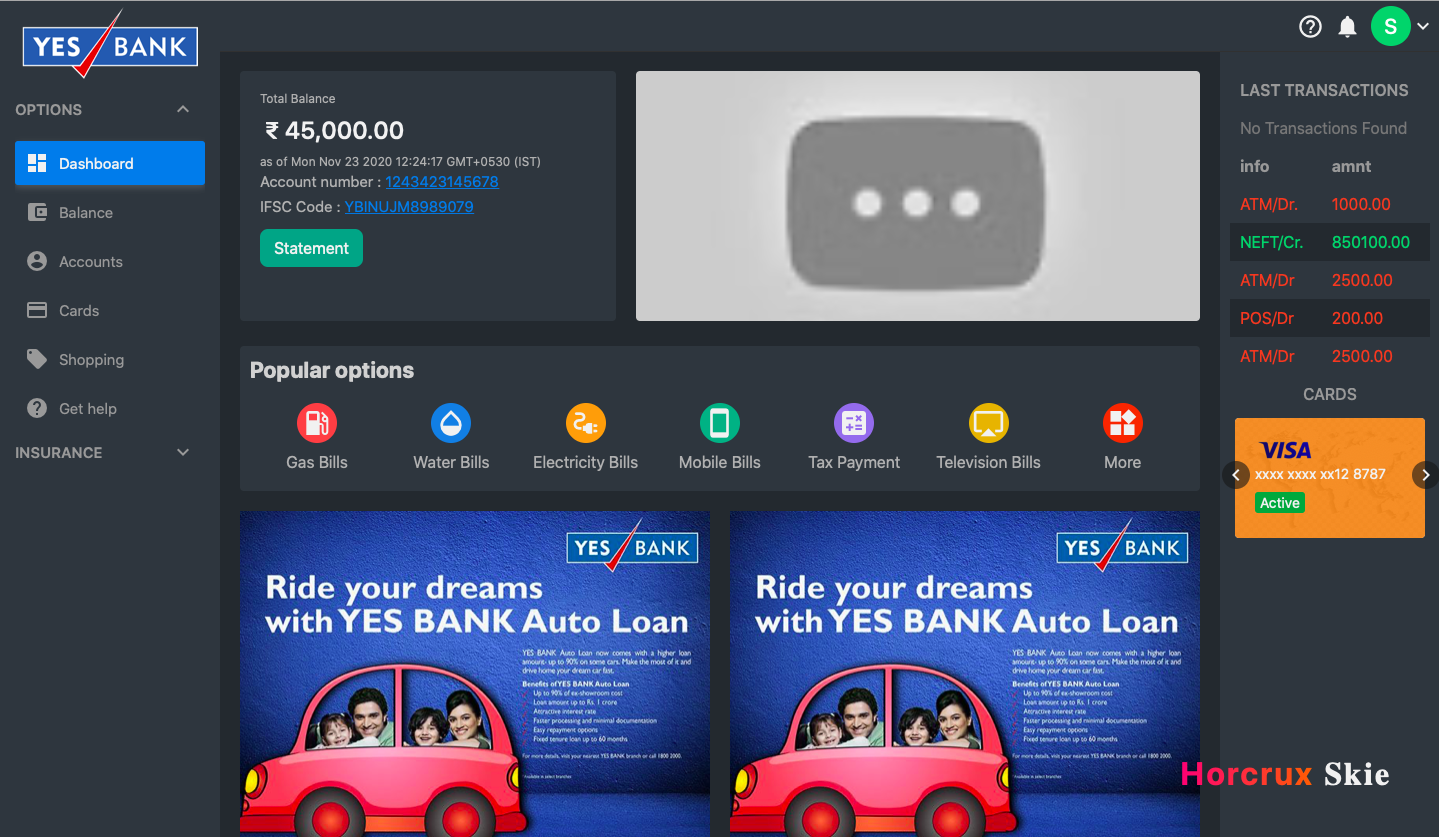 YES BANK
S
OPTIONS
Dashboard
Balance
Accounts
Cards
Shopping
Get help
INSURANCE
Total Balance
₹ 45,000.00
as of Mon Nov 23 2020 12:24:17 GMT+0530 (IST)
Account number : 1243423145678
IFSC Code : YBINUJM8989079
Statement
Popular options
Gas Bills
Water Bills
Electricity Bills
Mobile Bills
Tax Payment
Television Bills
More
YES BANK
Ride your dreams
with YES BANK Auto Loan
YES BANK Auto Loan now comes with a higher loan
amount- up to 90% on some cars. Make the most of it and
drive home your dream car fast.
Benefits of YES BANK Auto Loan
Up to 90% of ex-showroom cost
Loan amount up to Rs. 1 crore
Attractive interest rate
Faster processing and minimal documentation
Easy repayment options
Fixed tenure loan up to 60 months
For more details, visit your nearest YES BANK branch or call 1800 2000.
*Available in select branches
YES BANK
Ride your dreams
with YES BANK Auto Loan
YES BANK Auto Loan now comes with a higher loan
amount- up to 90% on some cars. Make the most of it and
drive home your dream car fast.
Benefits of YES BANK Auto Loan
Up to 90% of ex-showroom cost
Loan amount up to Rs. 1 crore
Attractive interest rate
Faster processing and minimal documentation
Easy repayment options
Fixed tenure loan up to 60 months
For more details, visit your nearest YES BANK branch or call 1800 2000.
*Available in select branches
LAST TRANSACTIONS
No Transactions Found
info amnt
ATM/Dr. 1000.00
NEFT/Cr. 850100.00
ATM/Dr 2500.00
POS/Dr 200.00
ATM/Dr 2500.00
CARDS
VISA
xxxx xxxx xx12 8787
Active
Horcrux Skie